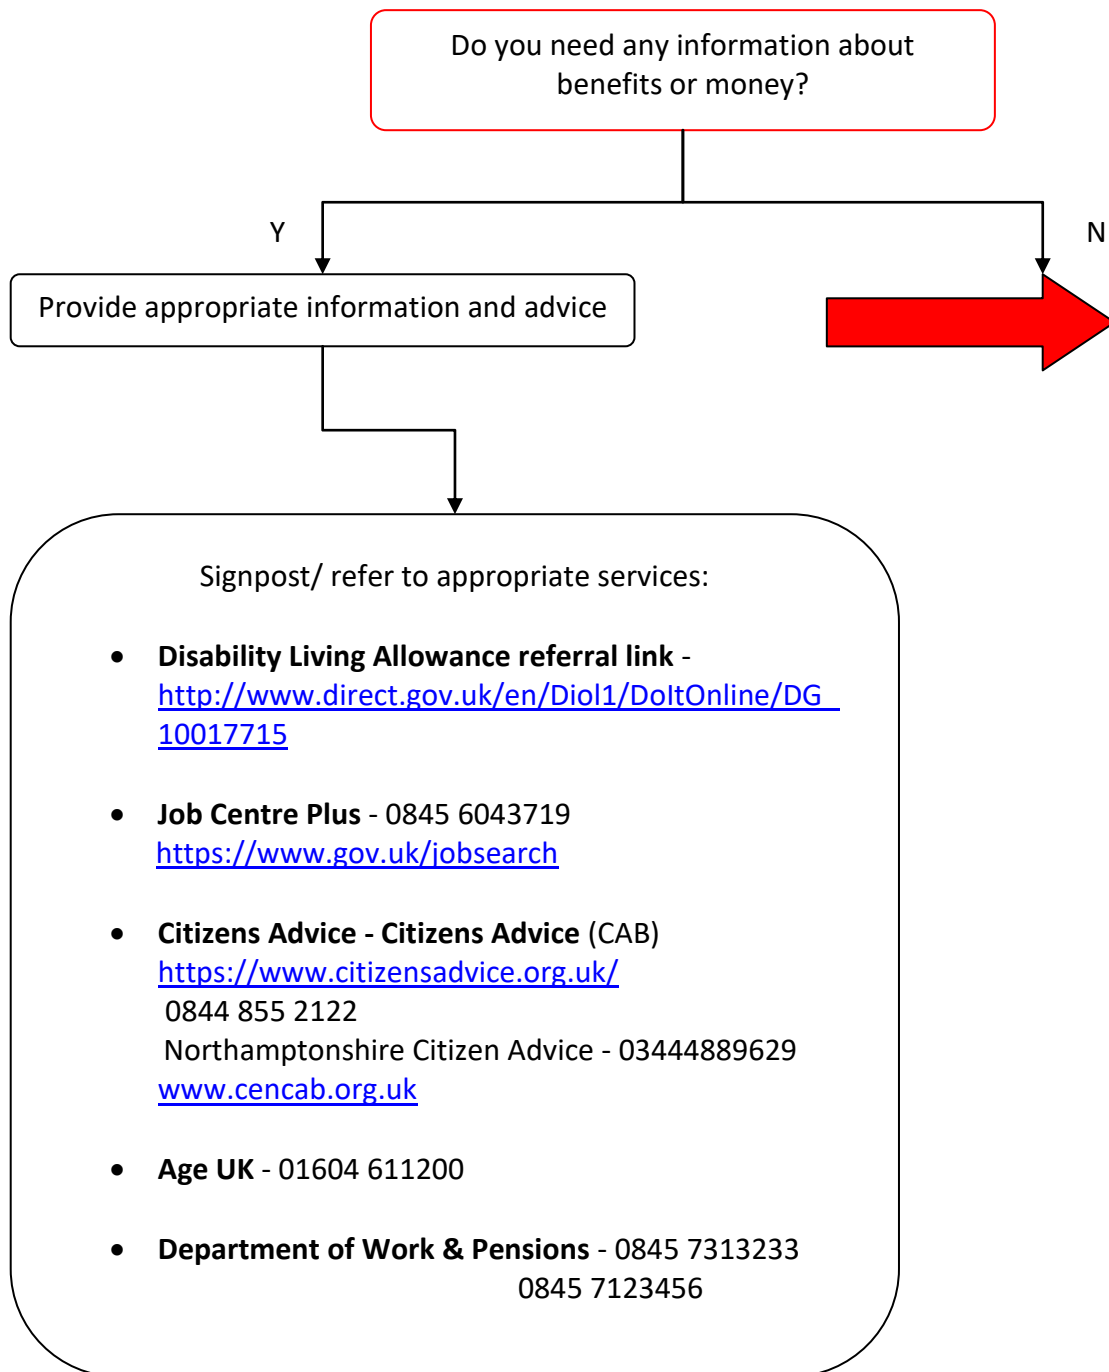 Do you need any information about
benefits or money?
Y
N
Provide appropriate information and advice
Signpost/ refer to appropriate services:
• Disability Living Allowance referral link -
http://www.direct.gov.uk/en/Diol1/DoItOnline/DG_
10017715
• Job Centre Plus - 0845 6043719
https://www.gov.uk/jobsearch
• Citizens Advice - Citizens Advice (CAB)
https://www.citizensadvice.org.uk/
0844 855 2122
Northamptonshire Citizen Advice - 03444889629
www.cencab.org.uk
• Age UK - 01604 611200
• Department of Work & Pensions - 0845 7313233
0845 7123456